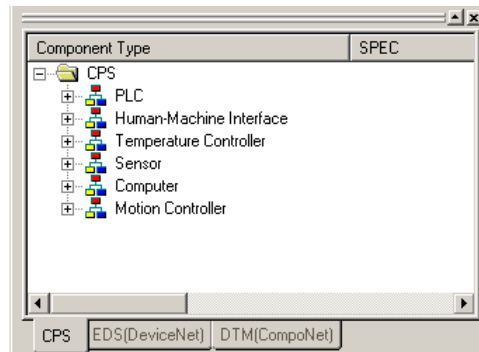 Component Type SPEC
CPS
PLC
Human-Machine Interface
Temperature Controller
Sensor
Computer
Motion Controller
CPS EDS(DeviceNet) DTM(CompoNet)